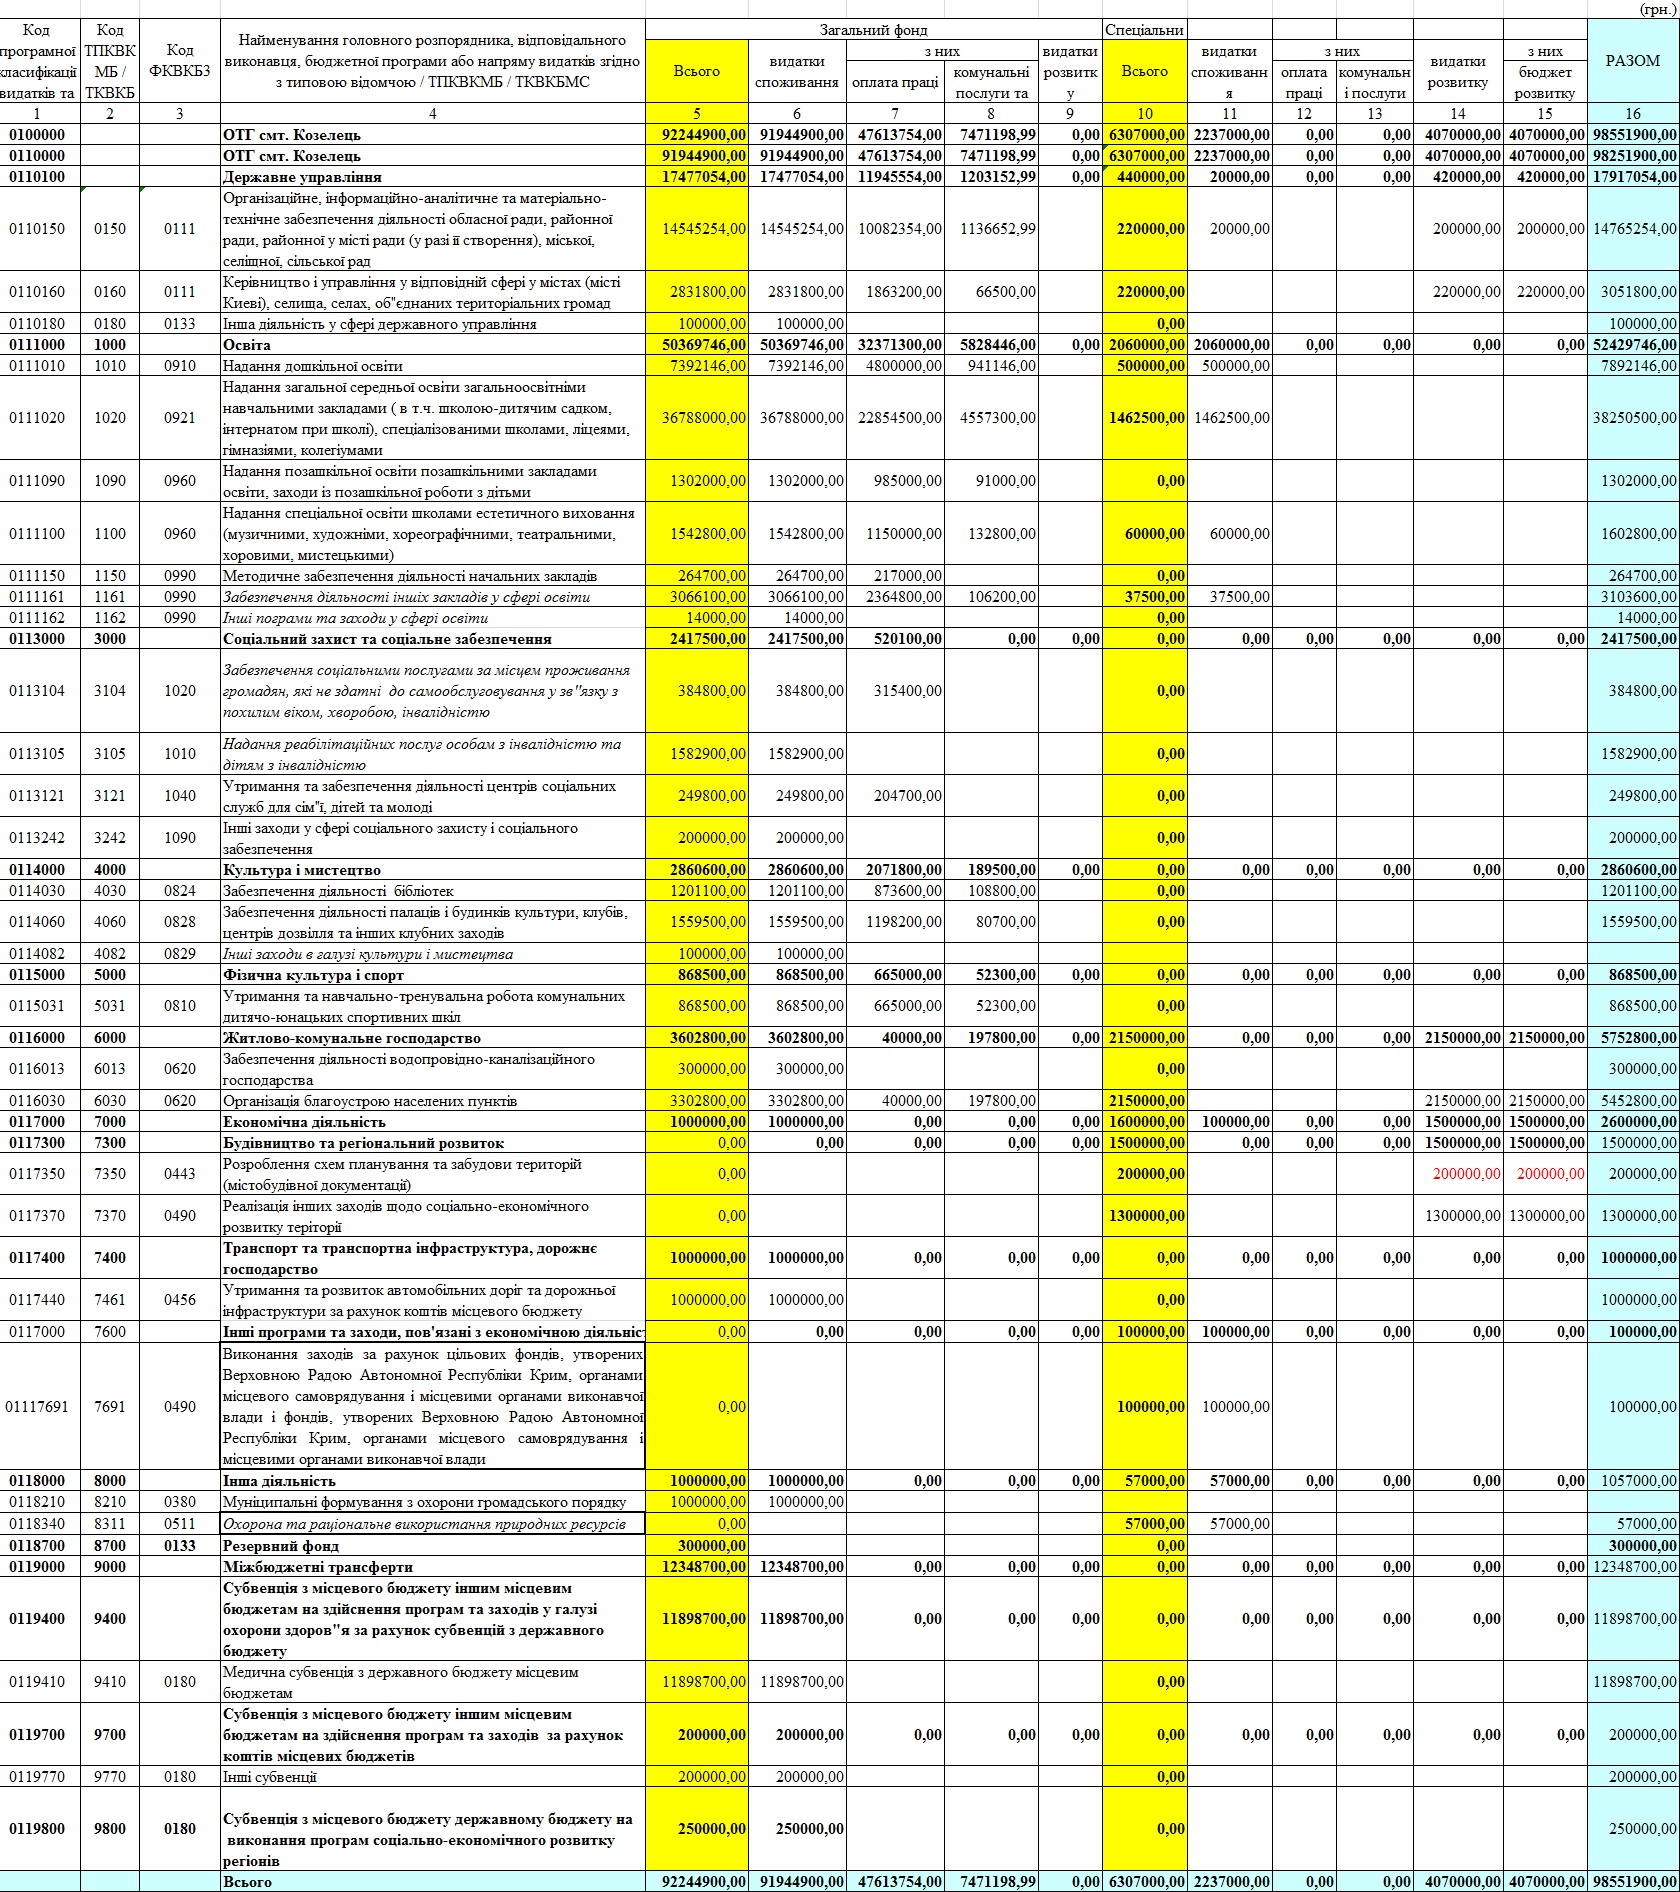 (грн.)
Код програмної класифікації видатків та | Код ТПКВК МБ / ТКВКБ | Код ФКВКБЗ | Найменування головного розпорядника, відповідального виконавця, бюджетної програми або напряму видатків згідно з типовою відомчою / ТПКВКМБ / ТКВКБМС | Загальний фонд | Спеціальни
Всього | видатки споживання | з них | видатки розвитк у | Всього | видатки споживанн я | з них | видатки розвитку | з них | РАЗОМ
оплата праці | комунальні послуги та | оплата праці | комунальн і послуги | бюджет розвитку
1 2 3 4 5 6 7 8 9 10 11 12 13 14 15 16
0100000 ОТГ смт. Козелець 92244900,00 91944900,00 47613754,00 7471198,99 0,00 6307000,00 2237000,00 0,00 0,00 4070000,00 4070000,00 98551900,00
0110000 ОТГ смт. Козелець 91944900,00 91944900,00 47613754,00 7471198,99 0,00 6307000,00 2237000,00 0,00 0,00 4070000,00 4070000,00 98251900,00
0110100 Державне управління 17477054,00 17477054,00 11945554,00 1203152,99 0,00 440000,00 20000,00 0,00 0,00 420000,00 420000,00 17917054,00
Організаційне, інформаційно-аналітичне та матеріально-
технічне забезпечення діяльності обласної ради, районної
0110150 0150 0111 ради, районної у місті ради (у разі її створення), міської, 14545254,00 14545254,00 10082354,00 1136652,99 220000,00 20000,00 200000,00 200000,00 14765254,00
селіщної, сільської рад
0110160 0160 0111 Керівництво і управління у відповідній сфері у містах (місті 2831800,00 2831800,00 1863200,00 66500,00 220000,00 220000,00 220000,00 3051800,00
Києві), селища, селах, об"єднаних територіальних громад
0110180 0180 0133 Інша діяльність у сфері державного управління 100000,00 100000,00 0,00 100000,00
0111000 1000 Освіта 50369746,00 50369746,00 32371300,00 5828446,00 0,00 2060000,00 2060000,00 0,00 0,00 0,00 0,00 52429746,00
0111010 1010 0910 Надання дошкільної освіти 7392146,00 7392146,00 4800000,00 941146,00 500000,00 500000,00 7892146,00
Надання загальної середньої освіти загальноосвітніми
0111020 1020 0921 навчальними закладами ( в т.ч. школою-дитячим садком, 36788000,00 36788000,00 22854500,00 4557300,00 1462500,00 1462500,00 38250500,00
інтернатом при школі), спеціалізованими школами, ліцеями,
гімназіями, колегіумами
0111090 1090 0960 Надання позашкільної освіти позашкільними закладами 1302000,00 1302000,00 985000,00 91000,00 0,00 1302000,00
освіти, заходи із позашкільної роботи з дітьми
Надання спеціальної освіти школами естетичного виховання
0111100 1100 0960 (музичними, художніми, хореографічними, театральними, 1542800,00 1542800,00 1150000,00 132800,00 60000,00 60000,00 1602800,00
хоровими, мистецькими)
0111150 1150 0990 Методичне забезпечення діяльності начальних закладів 264700,00 264700,00 217000,00 0,00 264700,00
0111161 1161 0990 Забезпечення діяльності іншіх закладів у сфері освіти 3066100,00 3066100,00 2364800,00 106200,00 37500,00 37500,00 3103600,00
0111162 1162 0990 Інші пограми та заходи у сфері освіти 14000,00 14000,00 0,00 14000,00
0113000 3000 Соціальний захист та соціальне забезпечення 2417500,00 2417500,00 520100,00 0,00 0,00 0,00 0,00 0,00 0,00 0,00 0,00 2417500,00
Забезпечення соціальними послугами за місцем проживання
0113104 3104 1020 громадян, які не здатні до самообслуговування у зв"язку з 384800,00 384800,00 315400,00 0,00 384800,00
похилим віком, хворобою, інвалідністю
0113105 3105 1010 Надання реабілітаційних послуг особам з інвалідністю та 1582900,00 1582900,00 0,00 1582900,00
дітям з інвалідністю
0113121 3121 1040 Утримання та забезпечення діяльності центрів соціальних 249800,00 249800,00 204700,00 0,00 249800,00
служб для сім"ї, дітей та молоді
0113242 3242 1090 Інші заходи у сфері соціального захисту і соціального 200000,00 200000,00 0,00 200000,00
забезпечення
0114000 4000 Культура і мистецтво 2860600,00 2860600,00 2071800,00 189500,00 0,00 0,00 0,00 0,00 0,00 0,00 0,00 2860600,00
0114030 4030 0824 Забезпечення діяльності бібліотек 1201100,00 1201100,00 873600,00 108800,00 0,00 1201100,00
0114060 4060 0828 Забезпечення діяльності палаців і будинків культури, клубів, 1559500,00 1559500,00 1198200,00 80700,00 0,00 1559500,00
центрів дозвілля та інших клубних заходів
0114082 4082 0829 Інші заходи в галузі культури і мистецтва 100000,00 100000,00
0115000 5000 Фізична культура і спорт 868500,00 868500,00 665000,00 52300,00 0,00 0,00 0,00 0,00 0,00 0,00 0,00 868500,00
0115031 5031 0810 Утримання та навчально-тренувальна робота комунальних 868500,00 868500,00 665000,00 52300,00 0,00 868500,00
дитячо-юнацьких спортивних шкіл
0116000 6000 Житлово-комунальне господарство 3602800,00 3602800,00 40000,00 197800,00 0,00 2150000,00 0,00 0,00 0,00 2150000,00 2150000,00 5752800,00
0116013 6013 0620 Забезпечення діяльності водопровідно-каналізаційного 300000,00 300000,00 0,00 300000,00
господарства
0116030 6030 0620 Організація благоустрою населених пунктів 3302800,00 3302800,00 40000,00 197800,00 2150000,00 2150000,00 2150000,00 5452800,00
0117000 7000 Економічна діяльність 1000000,00 1000000,00 0,00 0,00 0,00 1600000,00 100000,00 0,00 0,00 1500000,00 1500000,00 2600000,00
0117300 7300 Будівництво та регіональний розвиток 0,00 0,00 0,00 0,00 0,00 1500000,00 0,00 0,00 0,00 1500000,00 1500000,00 1500000,00
0117350 7350 0443 Розроблення схем планування та забудови територій 0,00 200000,00 200000,00 200000,00 200000,00
(містобудівної документації)
0117370 7370 0490 Реалізація інших заходів щодо соціально-економічного 0,00 1300000,00 1300000,00 1300000,00 1300000,00
розвитку теріторії
0117400 7400 Транспорт та транспортна інфраструктура, дорожнє 1000000,00 1000000,00 0,00 0,00 0,00 0,00 0,00 0,00 0,00 0,00 0,00 1000000,00
господарство
0117440 7461 0456 Утримання та розвиток автомобільних доріг та дорожньої 1000000,00 1000000,00 0,00 1000000,00
інфраструктури за рахунок коштів місцевого бюджету
0117000 7600 Інші програми та заходи, пов'язані з економічною діяльніст 0,00 0,00 0,00 0,00 0,00 100000,00 100000,00 0,00 0,00 0,00 0,00 100000,00
Виконання заходів за рахунок цільових фондів, утворених
Верховною Радою Автономної Республіки Крим, органами
місцевого самоврядування і місцевими органами виконавчої
01117691 7691 0490 влади і фондів, утворених Верховною Радою Автономної 0,00 100000,00 100000,00 100000,00
Республіки Крим, органами місцевого самоврядування і
місцевими органами виконавчої влади
0118000 8000 Інша діяльність 1000000,00 1000000,00 0,00 0,00 0,00 57000,00 57000,00 0,00 0,00 0,00 0,00 1057000,00
0118210 8210 0380 Муніципальні формування з охорони громадського порядку 1000000,00 1000000,00
0118340 8311 0511 Охорона та раціональне використання природних ресурсів 0,00 57000,00 57000,00 57000,00
0118700 8700 0133 Резервний фонд 300000,00 0,00 300000,00
0119000 9000 Міжбюджетні трансферти 12348700,00 12348700,00 0,00 0,00 0,00 0,00 0,00 0,00 0,00 0,00 0,00 12348700,00
Субвенція з місцевого бюджету іншим місцевим
бюджетам на здійснення програм та заходів у галузі
0119400 9400 охорони здоров"я за рахунок субвенцій з державного 11898700,00 11898700,00 0,00 0,00 0,00 0,00 0,00 0,00 0,00 0,00 0,00 11898700,00
бюджету
0119410 9410 0180 Медична субвенція з державного бюджету місцевим 11898700,00 11898700,00 0,00 11898700,00
бюджетам
Субвенція з місцевого бюджету іншим місцевим
0119700 9700 бюджетам на здійснення програм та заходів за рахунок 200000,00 200000,00 0,00 0,00 0,00 0,00 0,00 0,00 0,00 0,00 0,00 200000,00
коштів місцевих бюджетів
0119770 9770 0180 Інші субвенції 200000,00 200000,00 0,00 200000,00
Субвенція з місцевого бюджету державному бюджету на
0119800 9800 0180 виконання програм соціально-економічного розвитку 250000,00 250000,00 0,00 250000,00
регіонів
Всього 92244900,00 91944900,00 47613754,00 7471198,99 0,00 6307000,00 2237000,00 0,00 0,00 4070000,00 4070000,00 98551900,00